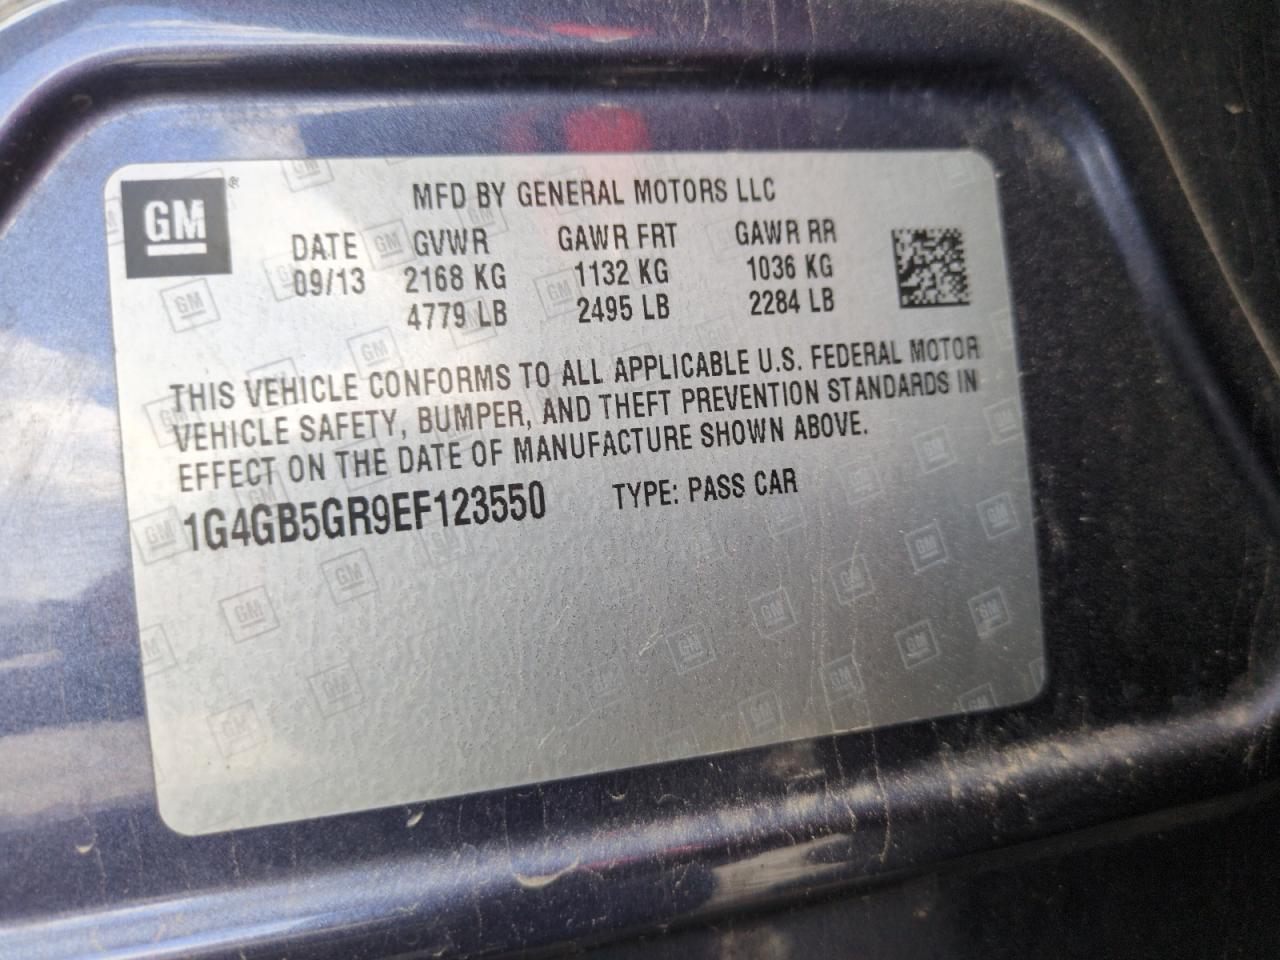 GM
MFD BY GENERAL MOTORS LLC
DATE GVWR GAWR FRT GAWR RR
09/13 2168 KG 1132 KG 1036 KG
4779 LB 2495 LB 2284 LB
THIS VEHICLE CONFORMS TO ALL APPLICABLE U.S. FEDERAL MOTOR
VEHICLE SAFETY, BUMPER, AND THEFT PREVENTION STANDARDS IN
EFFECT ON THE DATE OF MANUFACTURE SHOWN ABOVE.
1G4GB5GR9EF123550 TYPE: PASS CAR